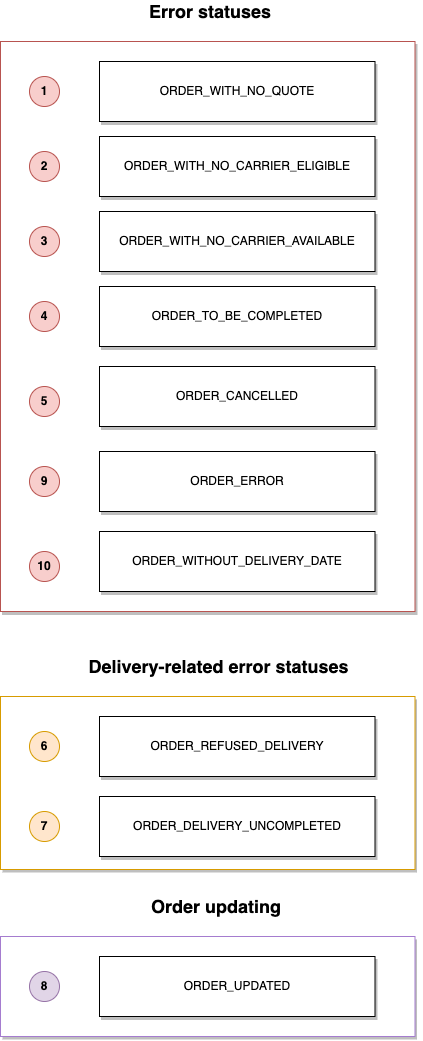 Error statuses
1 ORDER_WITH_NO_QUOTE
2 ORDER_WITH_NO_CARRIER_ELIGIBLE
3 ORDER_WITH_NO_CARRIER_AVAILABLE
4 ORDER_TO_BE_COMPLETED
5 ORDER_CANCELLED
9 ORDER_ERROR
10 ORDER_WITHOUT_DELIVERY_DATE
Delivery-related error statuses
6 ORDER_REFUSED_DELIVERY
7 ORDER_DELIVERY_UNCOMPLETED
Order updating
8 ORDER_UPDATED